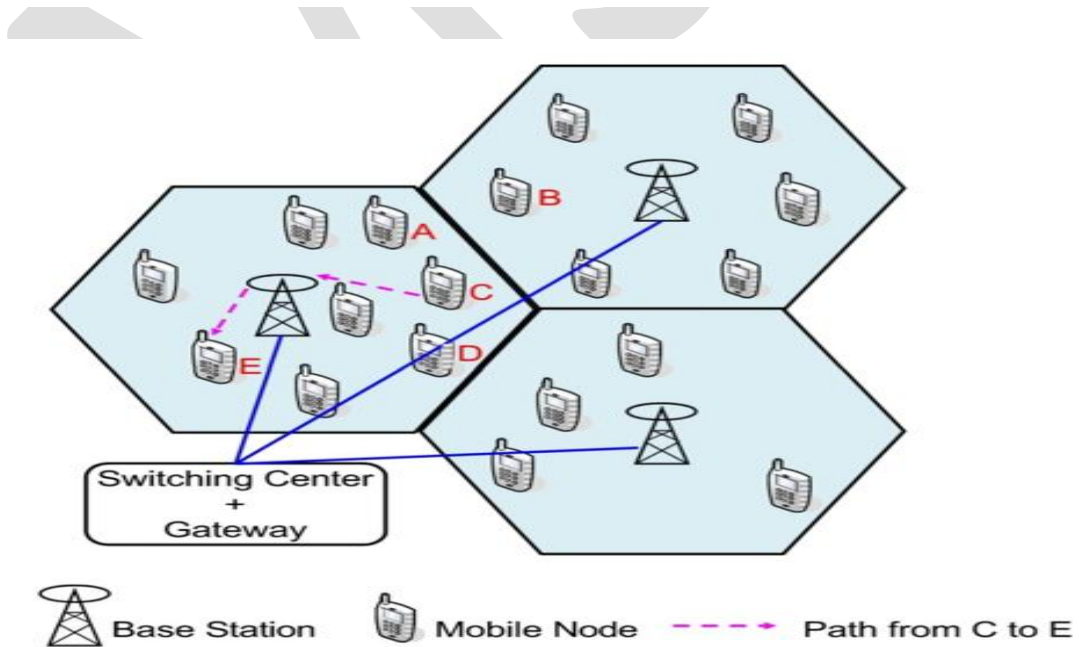 B
A
C
D
E
Switching Center
+
Gateway
Base Station
Mobile Node
Path from C to E